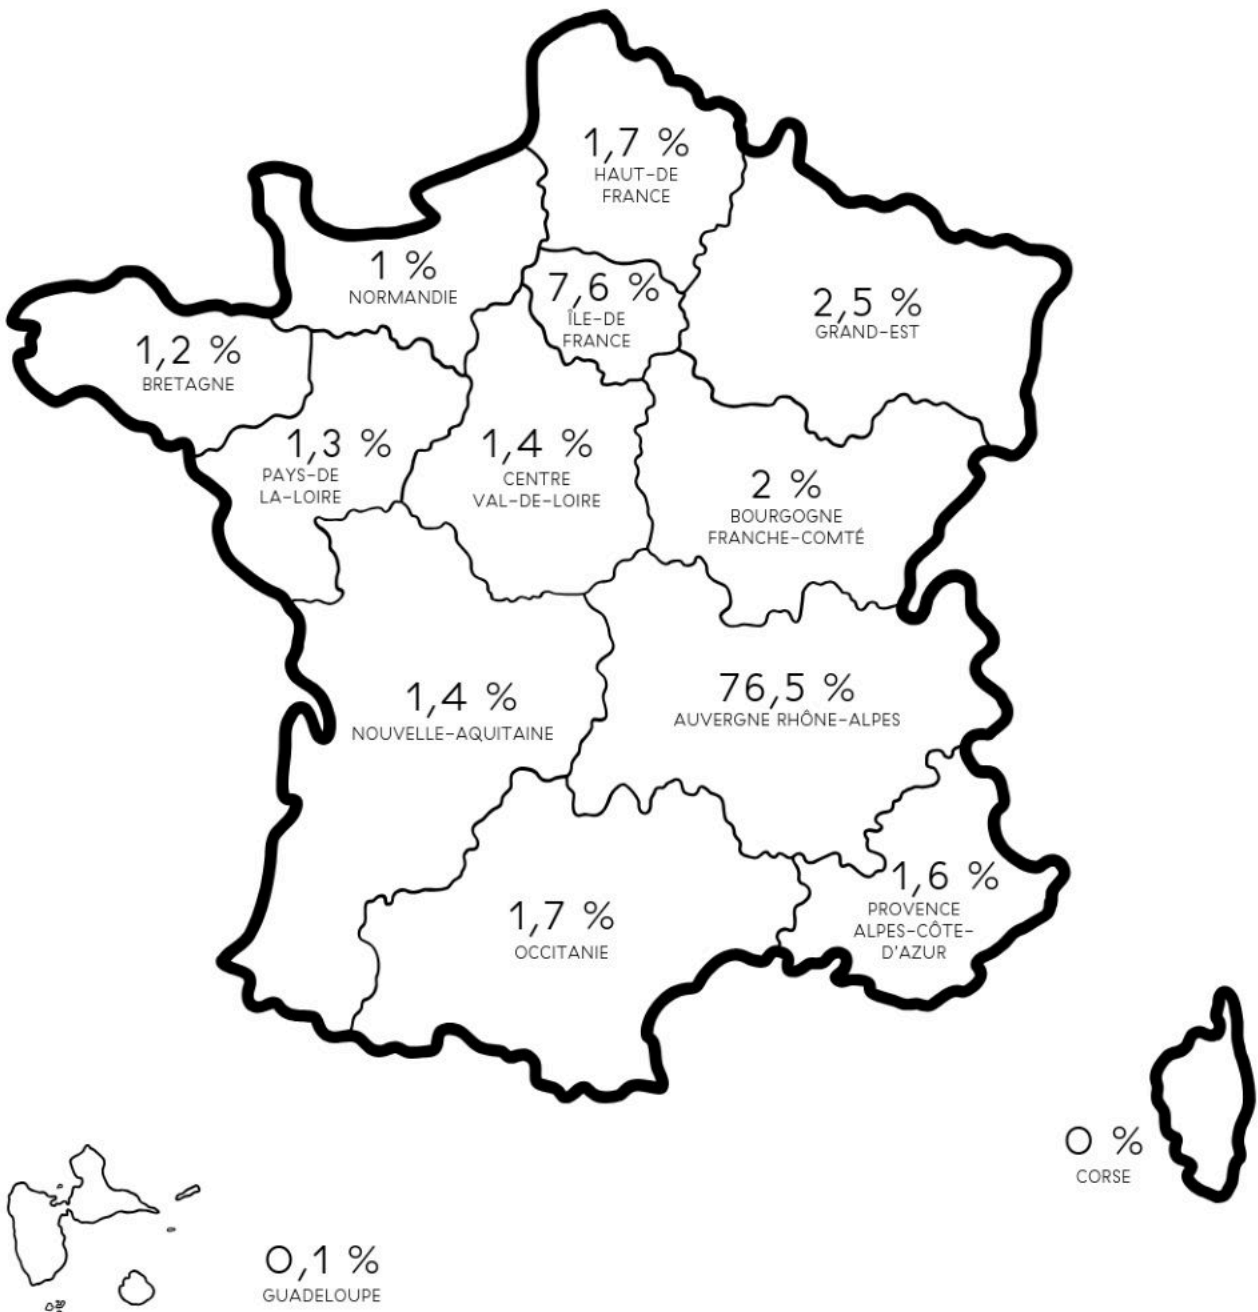 1,7 %
HAUT-DE
FRANCE
1 %
NORMANDIE
7,6 %
ÎLE-DE
FRANCE
2,5 %
GRAND-EST
1,2 %
BRETAGNE
1,3 %
PAYS-DE
LA-LOIRE
1,4 %
CENTRE
VAL-DE-LOIRE
2 %
BOURGOGNE
FRANCHE-COMTÉ
1,4 %
NOUVELLE-AQUITAINE
76,5 %
AUVERGNE RHÔNE-ALPES
1,7 %
OCCITANIE
1,6 %
PROVENCE
ALPES-CÔTE-
D'AZUR
0 %
CORSE
0,1 %
GUADELOUPE